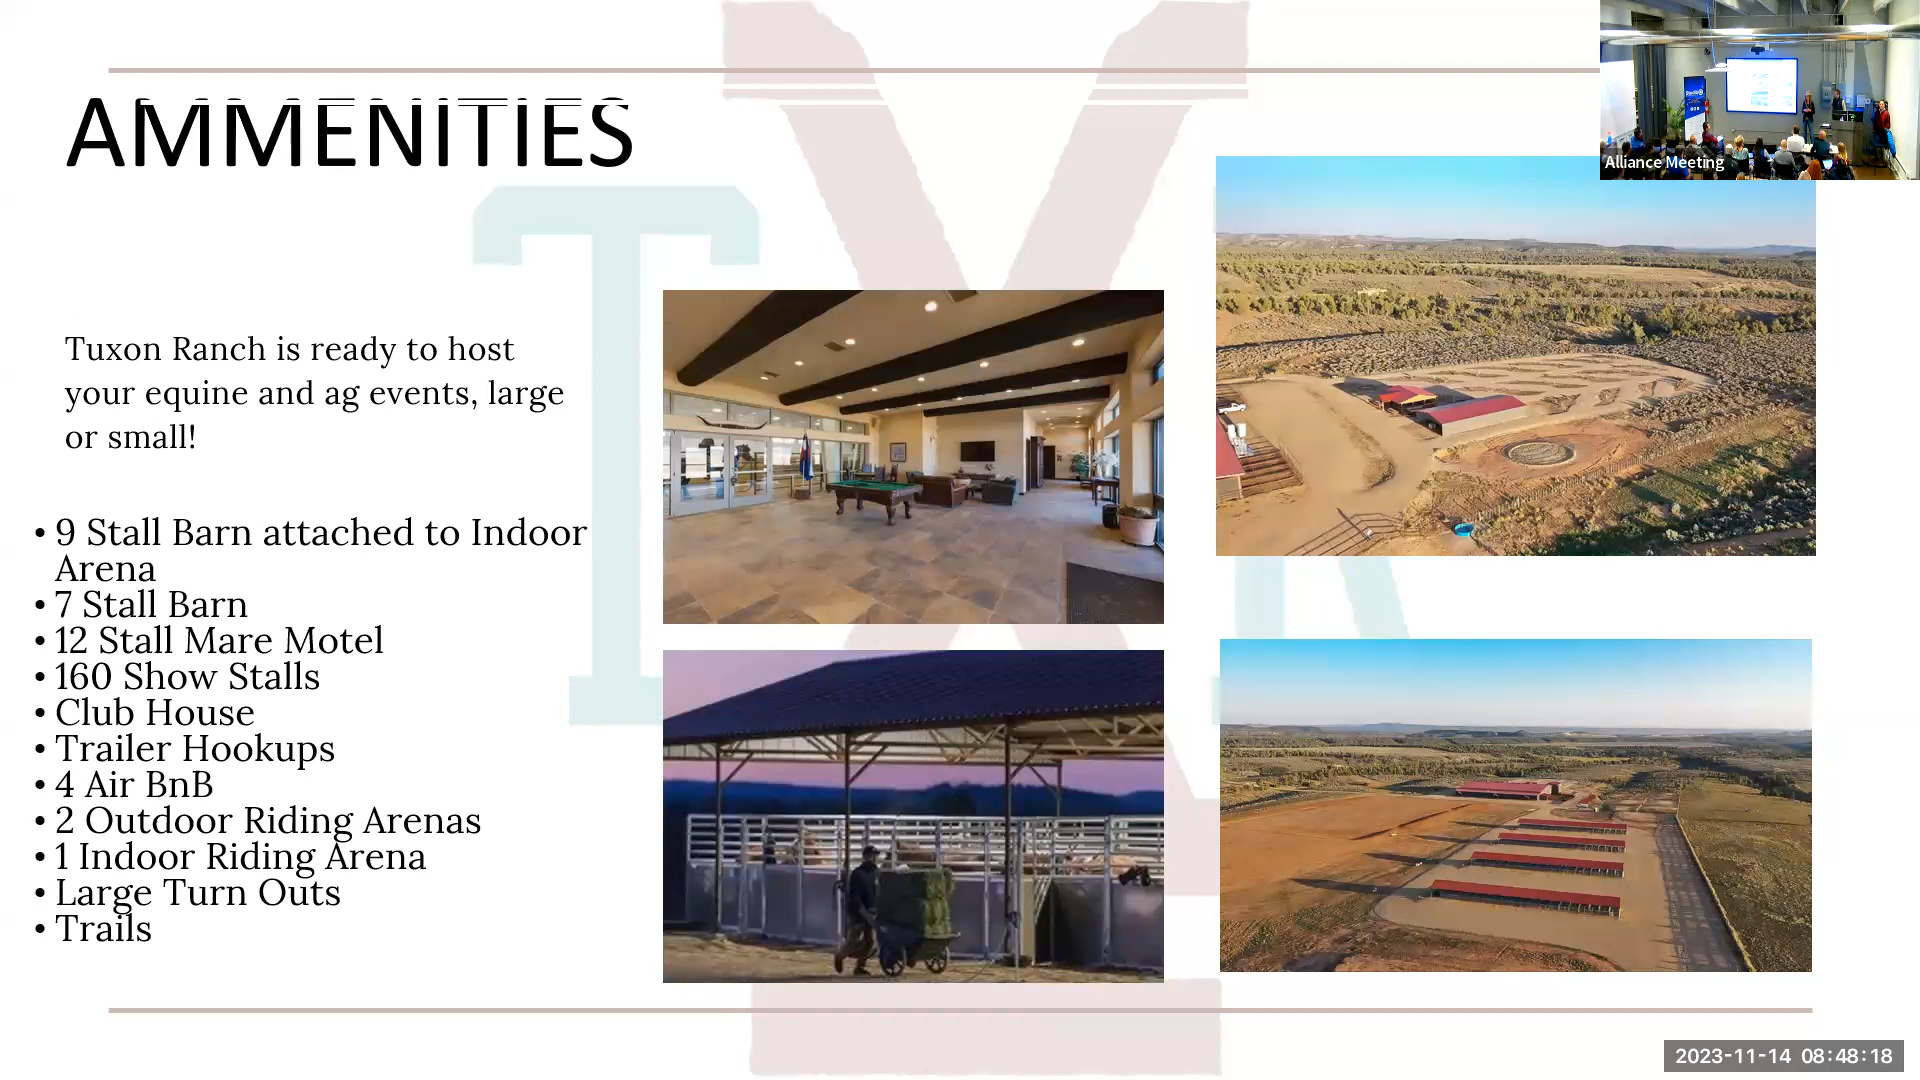 AMMENITIES
Alliance Meeting
Tuxon Ranch is ready to host
your equine and ag events, large
or small!
• 9 Stall Barn attached to Indoor
Arena
• 7 Stall Barn
• 12 Stall Mare Motel
• 160 Show Stalls
• Club House
• Trailer Hookups
• 4 Air BnB
• 2 Outdoor Riding Arenas
• 1 Indoor Riding Arena
• Large Turn Outs
• Trails
2023-11-14 08:48:18